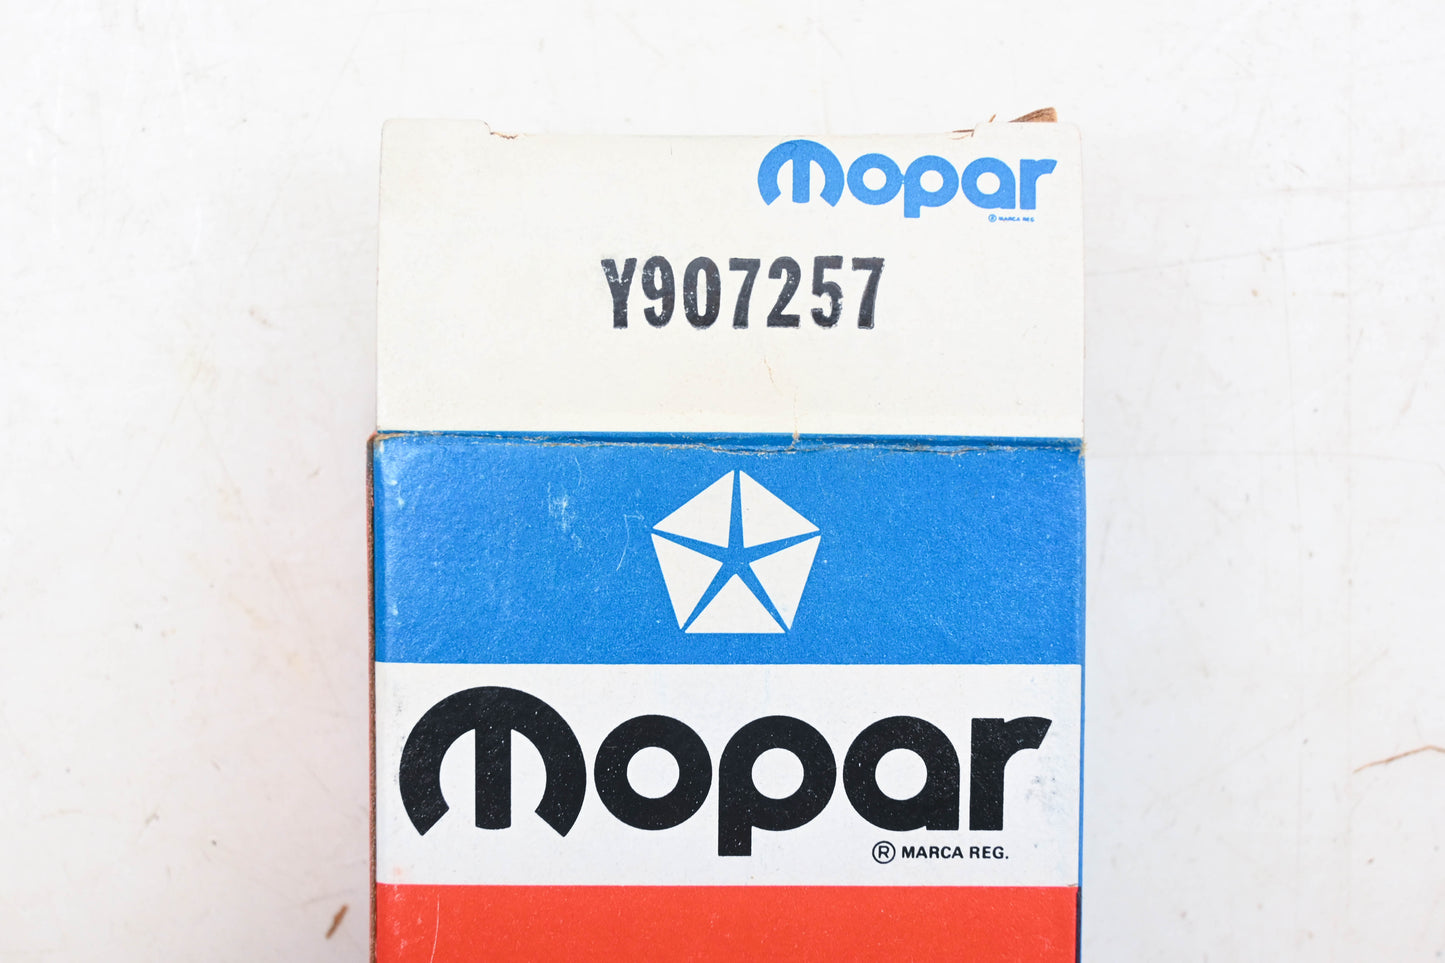 mopar
® MARCA REG
Y907257
mopar
® MARCA REG.